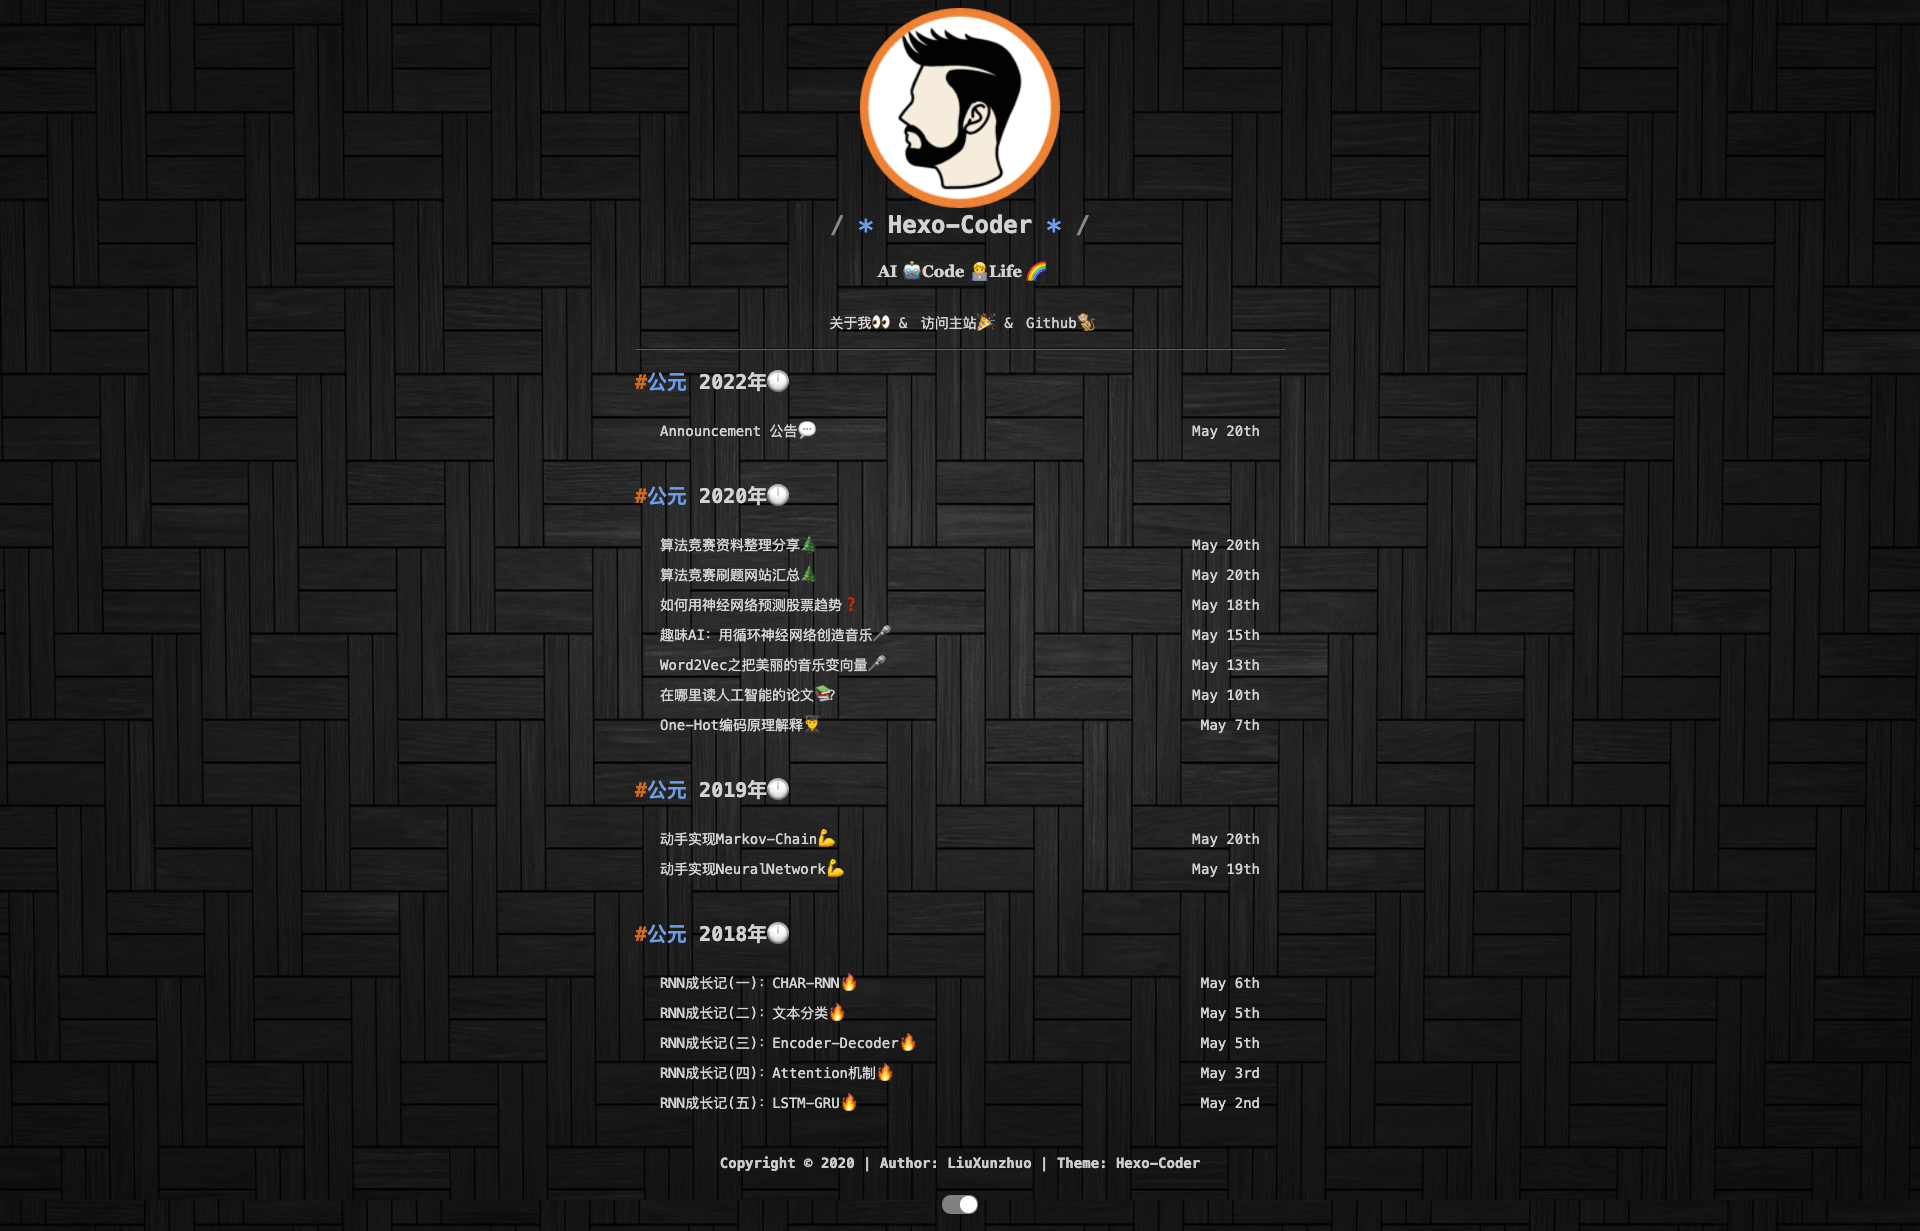 / * Hexo-Coder * /
AI 🤖Code 👨‍💻Life 🌈
关于我👀 & 访问主站🎉 & Github🐒
#公元 2022年🕛
Announcement 公告💬 May 20th
#公元 2020年🕛
算法竞赛资料整理分享🌲 May 20th
算法竞赛刷题网站汇总🌲 May 20th
如何用神经网络预测股票趋势❓ May 18th
趣味AI: 用循环神经网络创造音乐🎤 May 15th
Word2Vec之把美丽的音乐变向量🎤 May 13th
在哪里读人工智能的论文📚? May 10th
One-Hot编码原理解释👨‍🎓 May 7th
#公元 2019年🕛
动手实现Markov-Chain💪 May 20th
动手实现NeuralNetwork💪 May 19th
#公元 2018年🕛
RNN成长记(一): CHAR-RNN🔥 May 6th
RNN成长记(二): 文本分类🔥 May 5th
RNN成长记(三): Encoder-Decoder🔥 May 5th
RNN成长记(四): Attention机制🔥 May 3rd
RNN成长记(五): LSTM-GRU🔥 May 2nd
Copyright © 2020 | Author: LiuXunzhuo | Theme: Hexo-Coder